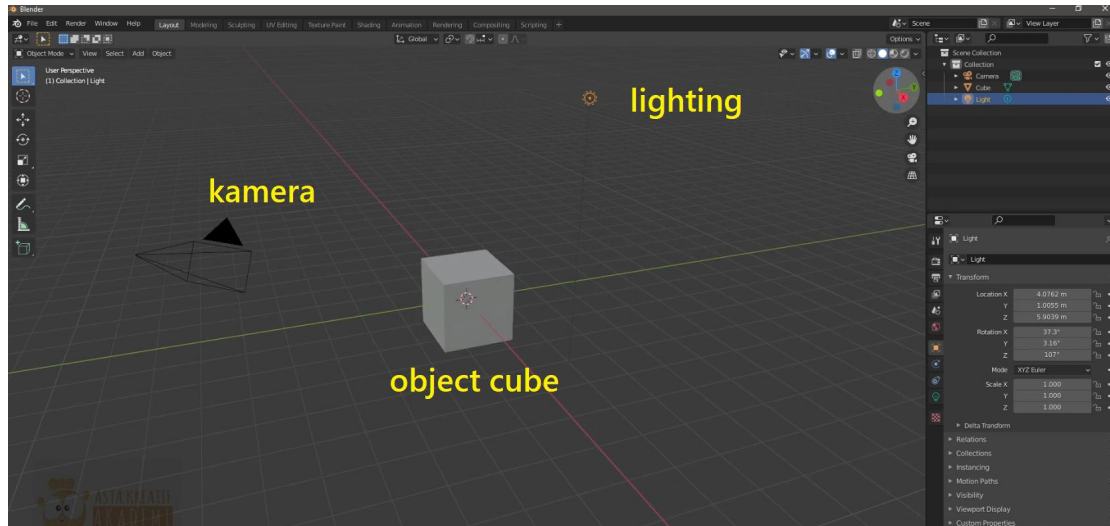 Blender
File Edit Render Window Help Layout Modeling Sculpting UV Editing Texture Paint Shading Animation Rendering Compositing Scripting + Scene View Layer
Global Options
Object Mode View Select Add Object
User Perspective
(1) Collection | Light
lighting
kamera
object cube
Z
Y
X
ASTA KREATIF
AKADEMI
Scene Collection
Collection
Camera
Cube
Light
Light
Light
Transform
Location X 4.0762 m
Y 1.0055 m
Z 5.9039 m
Rotation X 37.3°
Y 3.16°
Z 107°
Mode XYZ Euler
Scale X 1.000
Y 1.000
Z 1.000
Delta Transform
Relations
Collections
Instancing
Motion Paths
Visibility
Viewport Display
Custom Properties